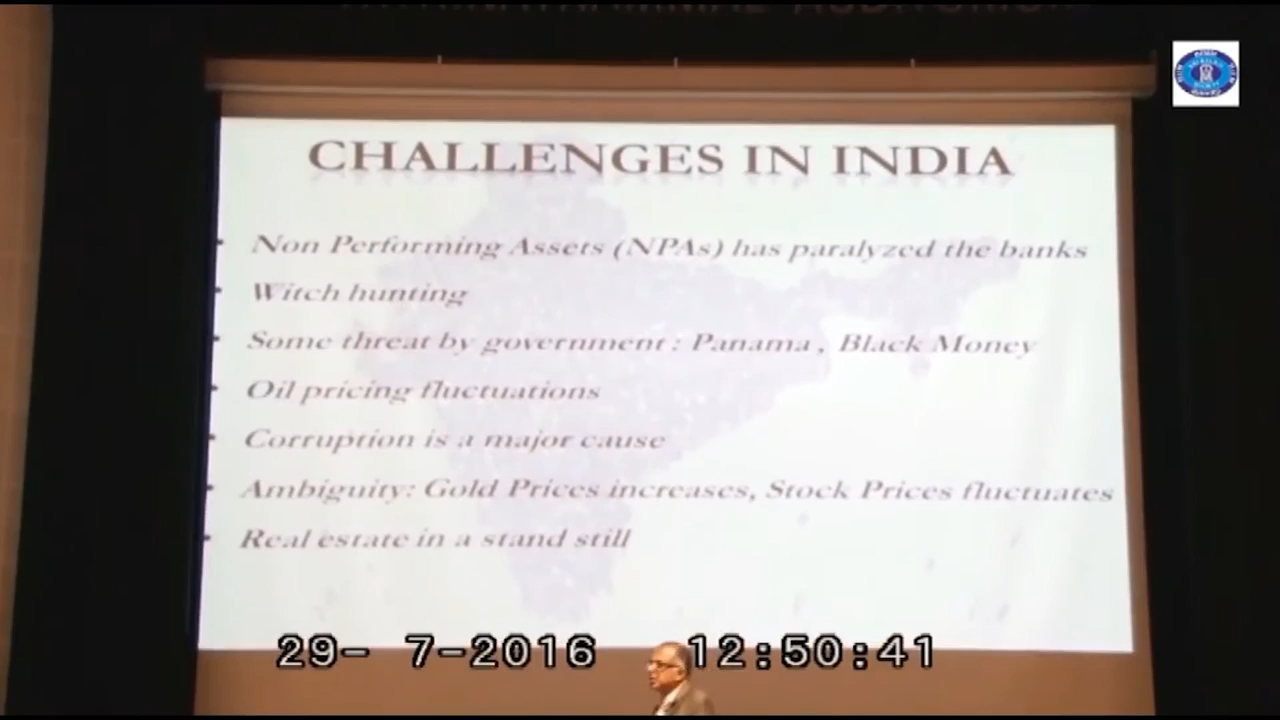 AUDITORIUM
CHALLENGES IN INDIA
• Non Performing Assets (NPAs) has paralyzed the banks
• Witch hunting
• Some threat by government : Panama , Black Money
• Oil pricing fluctuations
• Corruption is a major cause
• Ambiguity: Gold Prices increases, Stock Prices fluctuates
• Real estate in a stand still
29- 7-2016 12:50:41